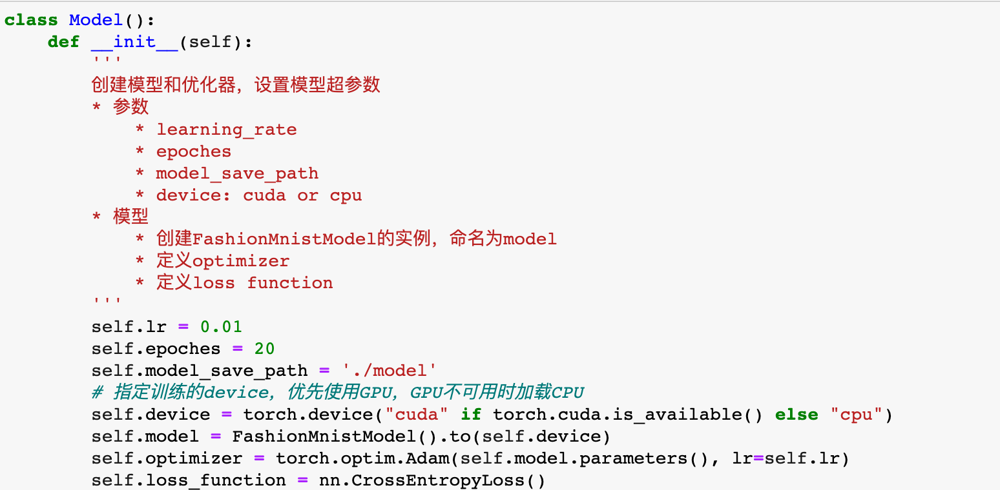 class Model():
    def __init__(self):
        '''
        创建模型和优化器，设置模型超参数
        * 参数
            * learning_rate
            * epoches
            * model_save_path
            * device: cuda or cpu
        * 模型
            * 创建FashionMnistModel的实例，命名为model
            * 定义optimizer
            * 定义loss function
        '''
        self.lr = 0.01
        self.epoches = 20
        self.model_save_path = './model'
        # 指定训练的device，优先使用GPU，GPU不可用时加载CPU
        self.device = torch.device("cuda" if torch.cuda.is_available() else "cpu")
        self.model = FashionMnistModel().to(self.device)
        self.optimizer = torch.optim.Adam(self.model.parameters(), lr=self.lr)
        self.loss_function = nn.CrossEntropyLoss()